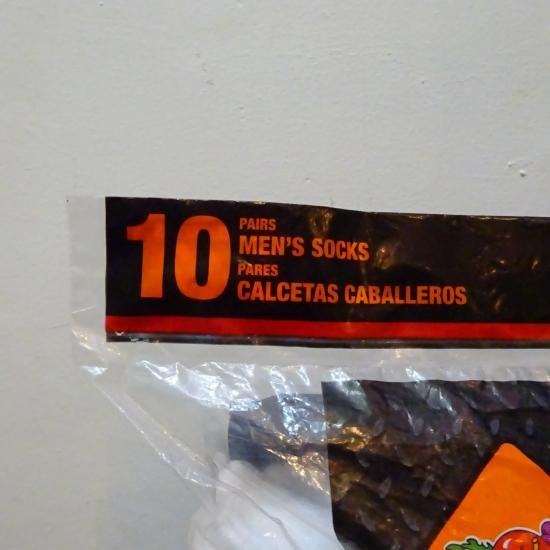 10
PAIRS
MEN'S SOCKS
PARES
CALCETAS CABALLEROS